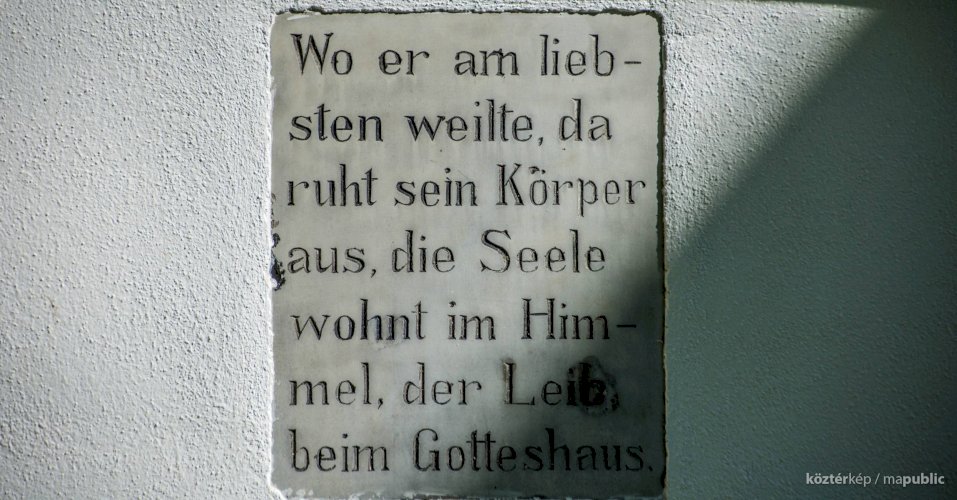 Wo er am lieb-
sten weilte, da
ruht sein Körper
aus, die Seele
wohnt im Him-
mel, der Leib
beim Gotteshaus.
köztérkép / mapublic